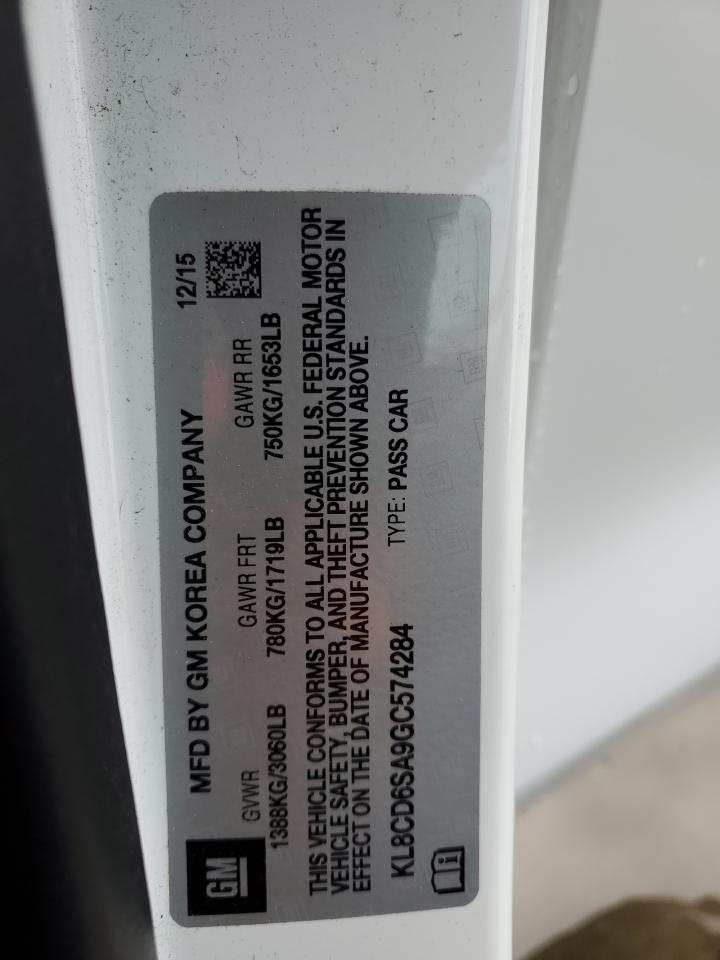 GM
MFD BY GM KOREA COMPANY 12/15
GVWR GAWR FRT GAWR RR
1388KG/3060LB 780KG/1719LB 750KG/1653LB
THIS VEHICLE CONFORMS TO ALL APPLICABLE U.S. FEDERAL MOTOR
VEHICLE SAFETY, BUMPER, AND THEFT PREVENTION STANDARDS IN
EFFECT ON THE DATE OF MANUFACTURE SHOWN ABOVE.
KL8CD6SA9GC574284 TYPE: PASS CAR
i